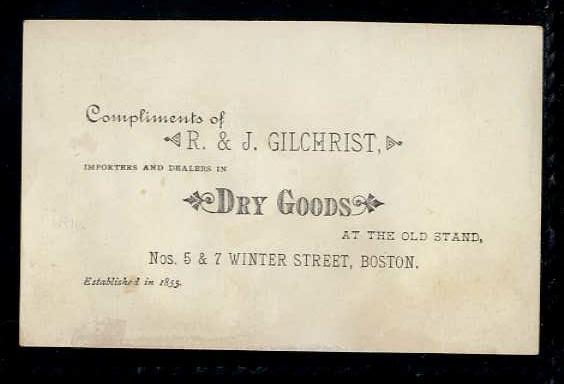 Compliments of
R. & J. GILCHRIST,
IMPORTERS AND DEALERS IN
DRY GOODS
AT THE OLD STAND,
Nos. 5 & 7 WINTER STREET, BOSTON.
Established in 1855.